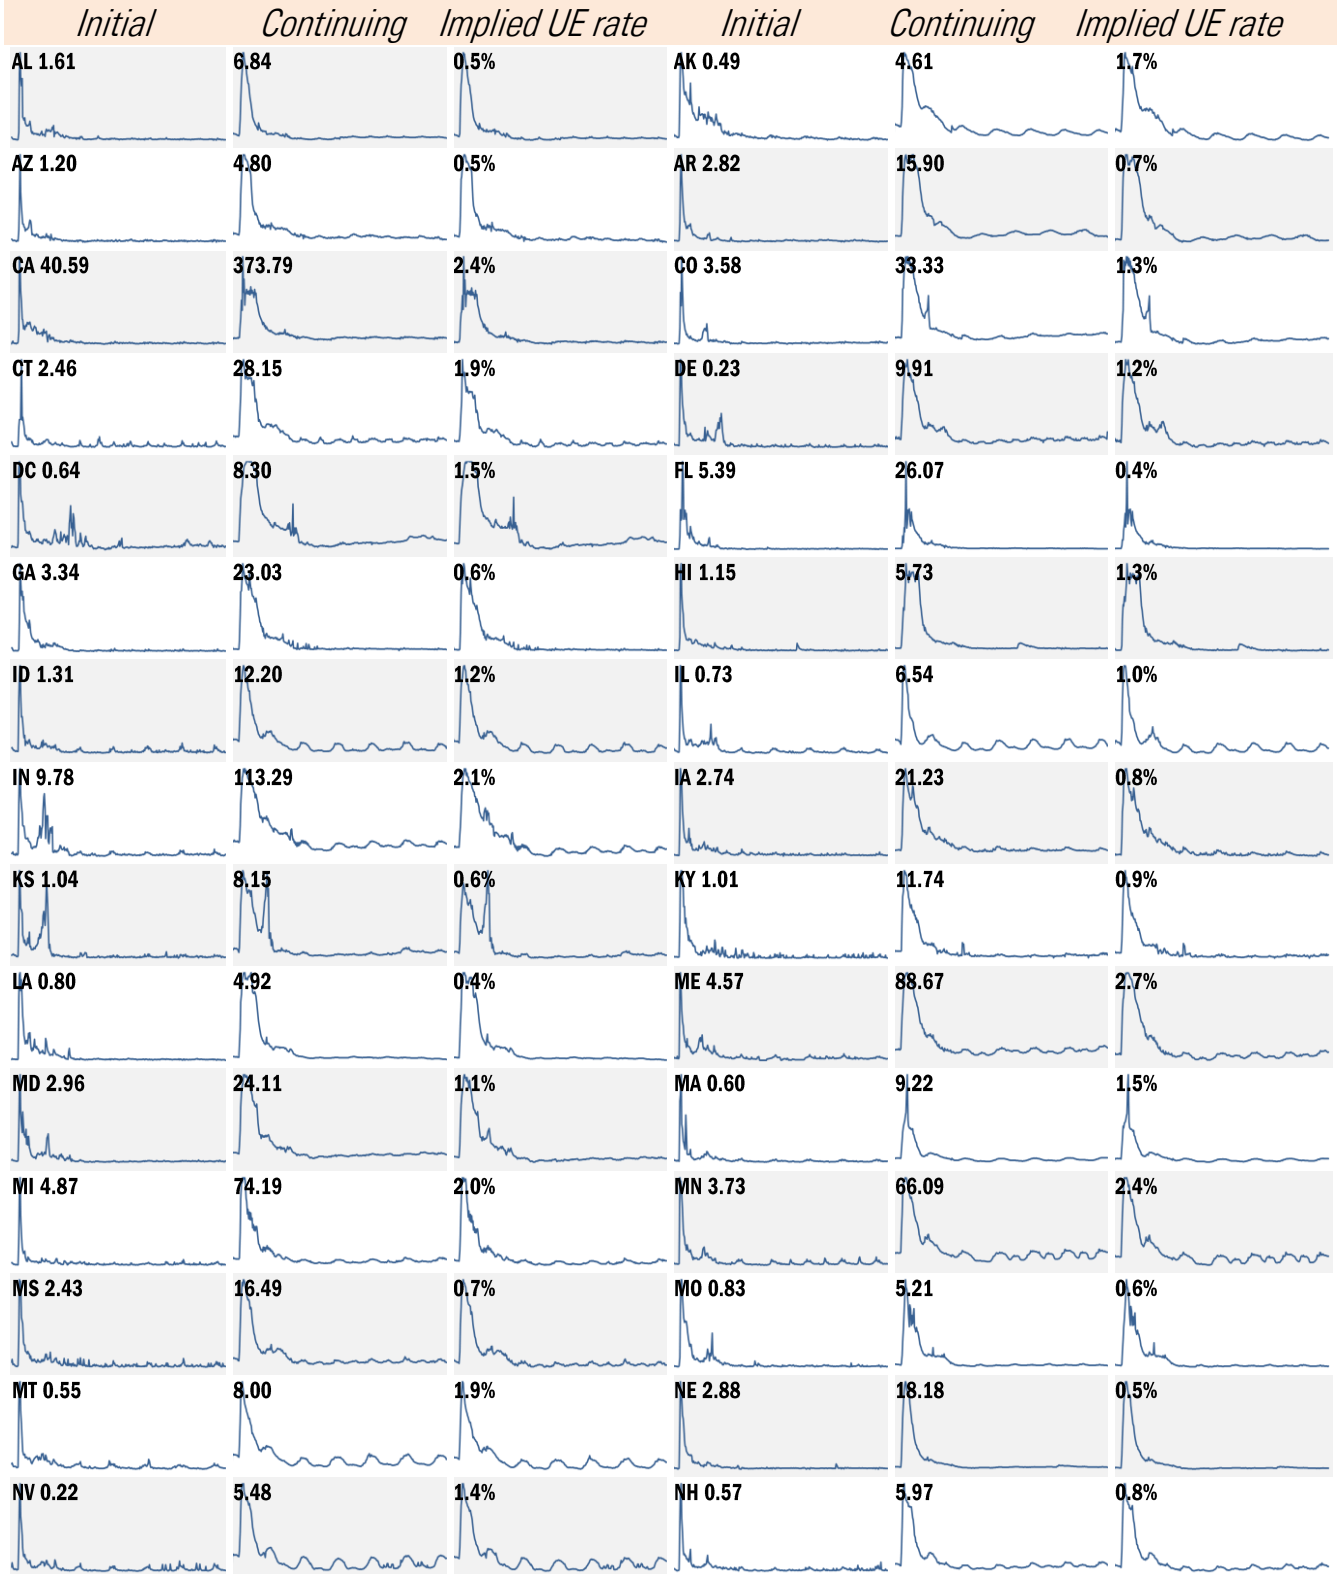 Initial Continuing Implied UE rate Initial Continuing Implied UE rate
AL 1.61 6.84 0.5% AK 0.49 4.61 1.7%
AZ 1.20 4.80 0.5% AR 2.82 15.90 0.7%
CA 40.59 373.79 2.4% CO 3.58 33.33 1.3%
CT 2.46 28.15 1.9% DE 0.23 9.91 1.2%
DC 0.64 8.30 1.5% FL 5.39 26.07 0.4%
GA 3.34 23.03 0.6% HI 1.15 5.73 1.3%
ID 1.31 12.20 1.2% IL 0.73 6.54 1.0%
IN 9.78 113.29 2.1% IA 2.74 21.23 0.8%
KS 1.04 8.15 0.6% KY 1.01 11.74 0.9%
LA 0.80 4.92 0.4% ME 4.57 88.67 2.7%
MD 2.96 24.11 1.1% MA 0.60 9.22 1.5%
MI 4.87 74.19 2.0% MN 3.73 66.09 2.4%
MS 2.43 16.49 0.7% MO 0.83 5.21 0.6%
MT 0.55 8.00 1.9% NE 2.88 18.18 0.5%
NV 0.22 5.48 1.4% NH 0.57 5.97 0.8%